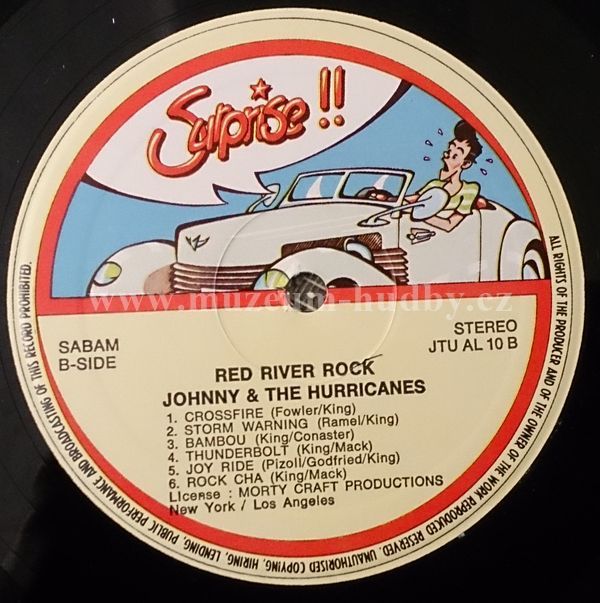 Surprise!!
www.muzeum-hudby.cz
SABAM
B-SIDE
STEREO
JTU AL 10 B
RED RIVER ROCK
JOHNNY & THE HURRICANES
1. CROSSFIRE (Fowler/King)
2. STORM WARNING (Ramel/King)
3. BAMBOU (King/Conaster)
4. THUNDERBOLT (King/Mack)
5. JOY RIDE (Pizoli/Godfried/King)
6. ROCK CHA (King/Mack)
License : MORTY CRAFT PRODUCTIONS
New York / Los Angeles
ALL RIGHTS OF THE PRODUCER AND OF THE OWNER OF THE WORK REPRODUCED RESERVED. UNAUTHORISED COPYING, HIRING, LENDING, PUBLIC PERFORMANCE AND BROADCASTING OF THIS RECORD PROHIBITED.